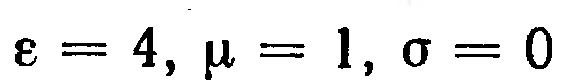 ε = 4, μ = 1, σ = 0